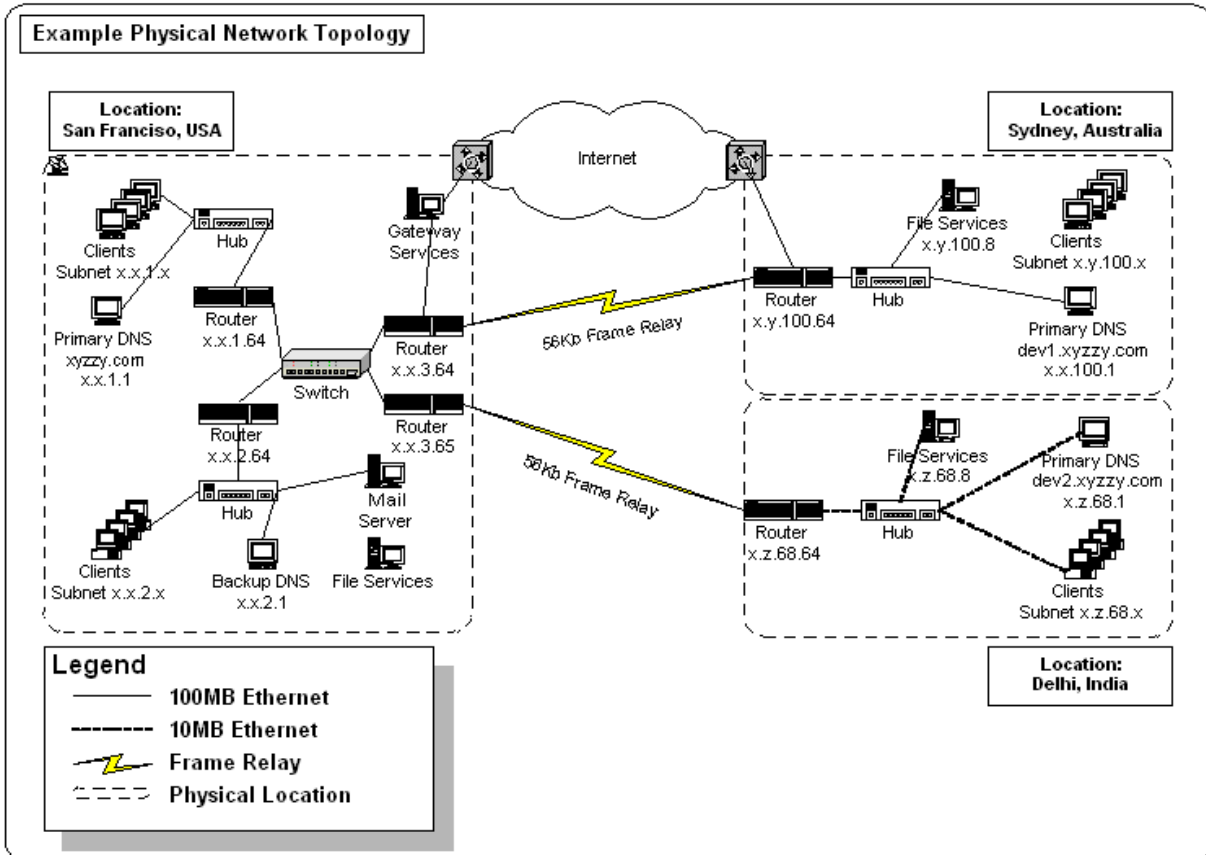 Example Physical Network Topology
Location:
San Franciso, USA
Internet
Location:
Sydney, Australia
Clients
Subnet x.x.1.x
Hub
Gateway
Services
File Services
x.y.100.8
Clients
Subnet x.y.100.x
Primary DNS
xyzzy.com
x.x.1.1
Router
x.x.1.64
Router
x.x.3.64
Switch
56Kb Frame Relay
Router
x.y.100.64
Hub
Primary DNS
dev1.xyzzy.com
x.x.100.1
Router
x.x.2.64
Router
x.x.3.65
56Kb Frame Relay
File Services
x.z.68.8
Primary DNS
dev2.xyzzy.com
x.z.68.1
Hub
Mail
Server
Clients
Subnet x.x.2.x
Backup DNS
x.x.2.1
File Services
Router
x.z.68.64
Hub
Clients
Subnet x.z.68.x
Legend
100MB Ethernet
10MB Ethernet
Frame Relay
Physical Location
Location:
Delhi, India